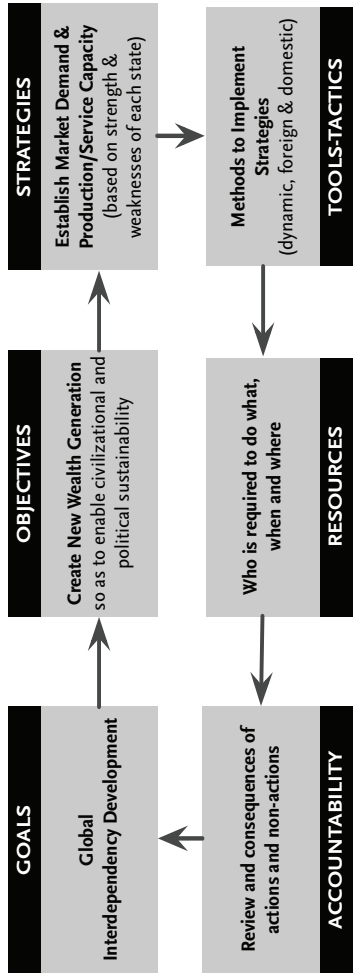 GOALS
Global
Interdependency Development
OBJECTIVES
Create New Wealth Generation
so as to enable civilizational and
political sustainability
STRATEGIES
Establish Market Demand &
Production/Service Capacity
(based on strength &
weaknesses of each state)
Methods to Implement
Strategies
(dynamic, foreign & domestic)
TOOLS-TACTICS
Who is required to do what,
when and where
RESOURCES
Review and consequences of
actions and non-actions
ACCOUNTABILITY